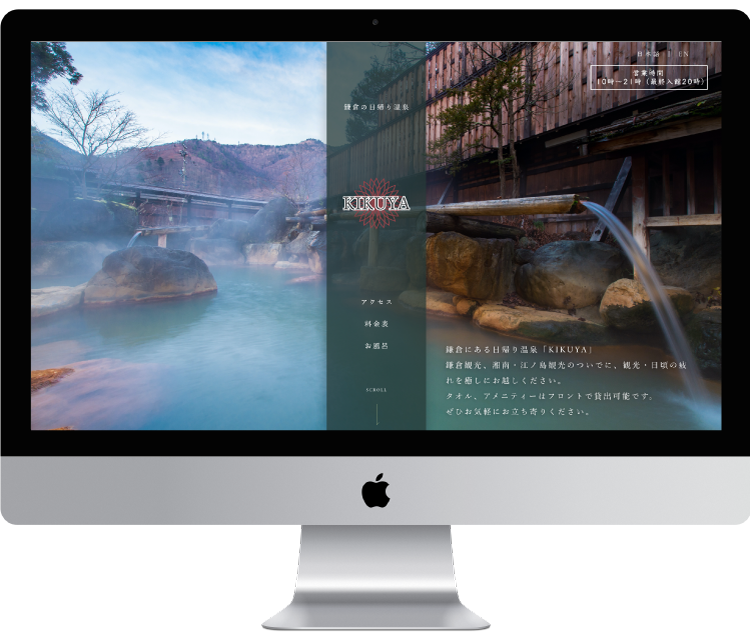 日本語 | EN
営業時間
10時ー21時（最終入館20時）
鎌倉の日帰り温泉
KIKUYA
アクセス
料金表
お風呂
SCROLL
鎌倉にある日帰り温泉「KIKUYA」
鎌倉観光、湘南・江ノ島観光のついでに、観光・日頃の疲
れを癒しにお越しください。
タオル、アメニティーはフロントで貸出可能です。
ぜひお気軽にお立ち寄りください。